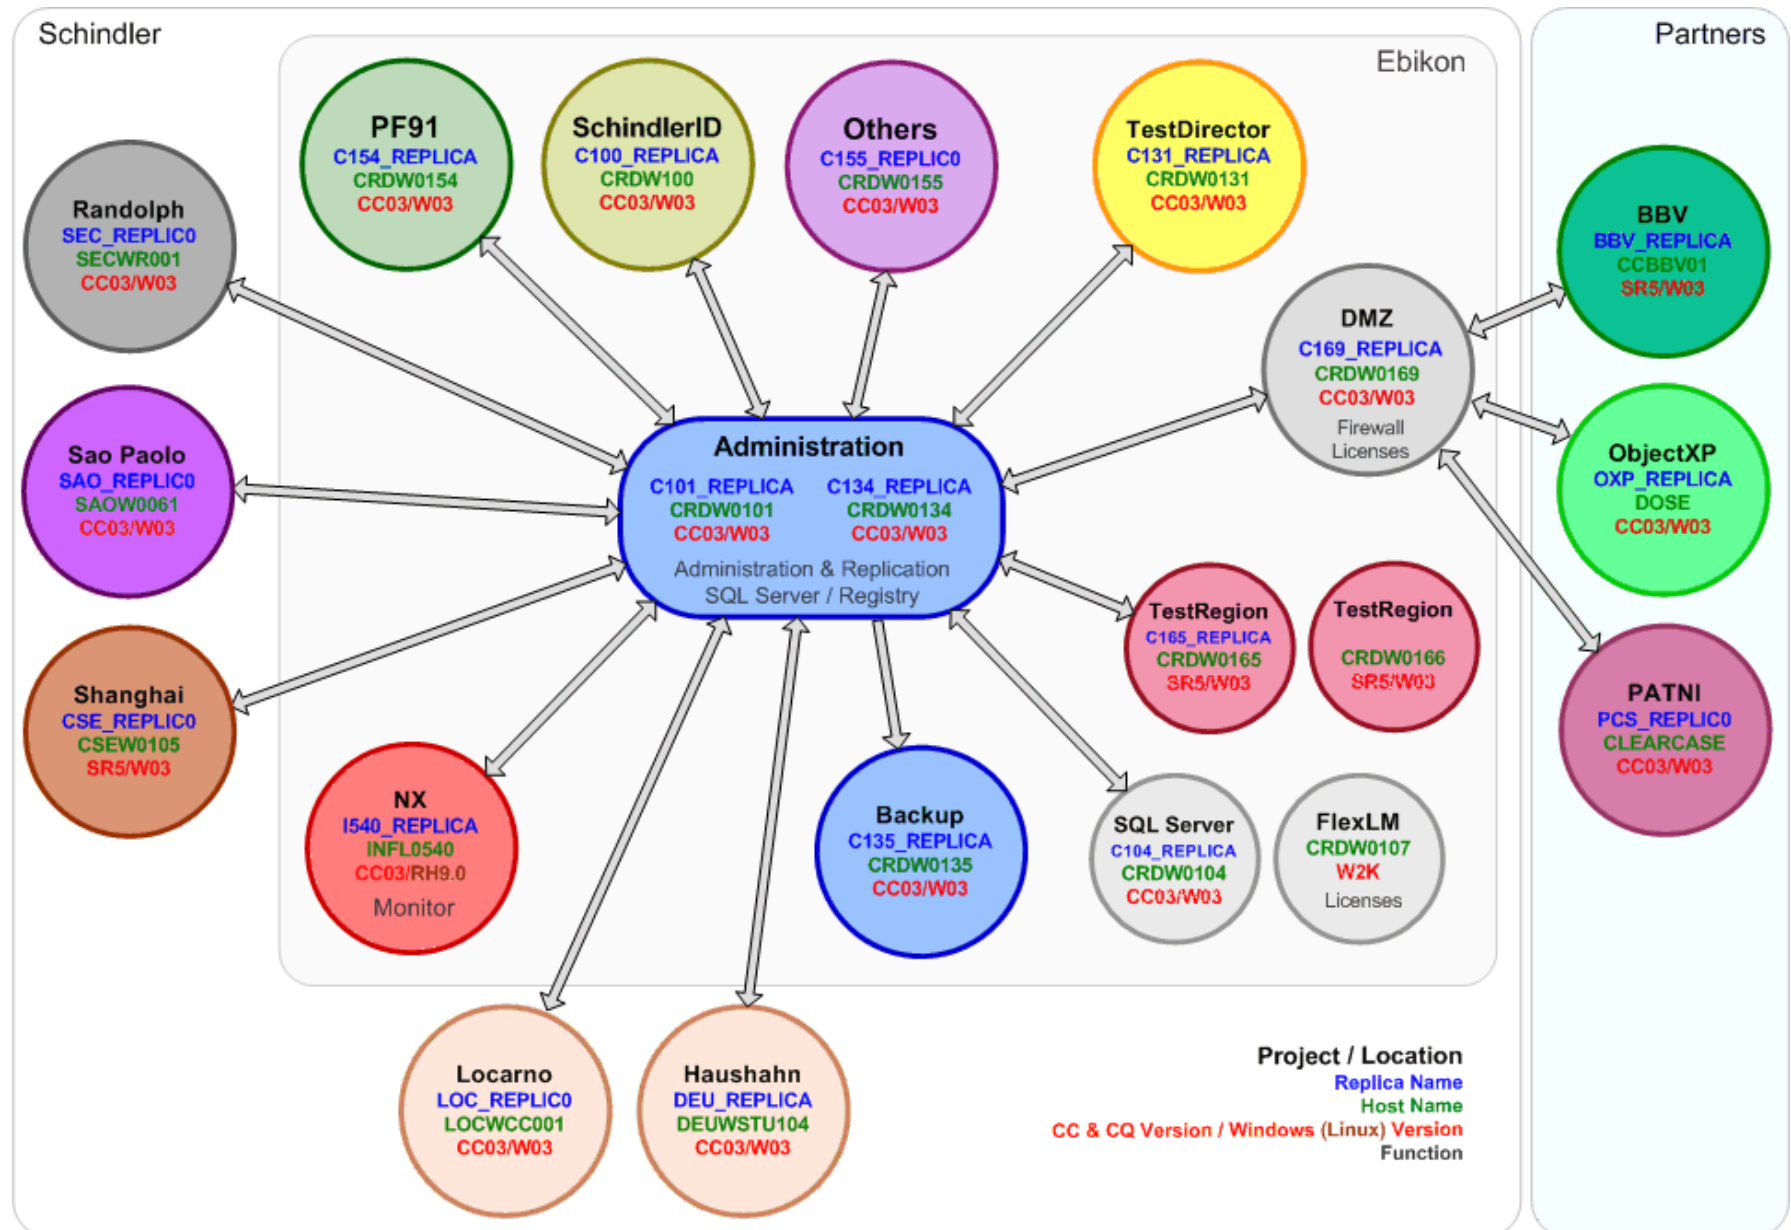 Schindler
Ebikon
Partners
PF91
C154_REPLICA
CRDW0154
CC03/W03
SchindlerID
C100_REPLICA
CRDW100
CC03/W03
Others
C155_REPLIC0
CRDW0155
CC03/W03
TestDirector
C131_REPLICA
CRDW0131
CC03/W03
Randolph
SEC_REPLIC0
SECWR001
CC03/W03
BBV
BBV_REPLICA
CCBBV01
SR5/W03
DMZ
C169_REPLICA
CRDW0169
CC03/W03
Firewall
Licenses
Sao Paolo
SAO_REPLIC0
SAOW0061
CC03/W03
Administration
C101_REPLICA
CRDW0101
CC03/W03
C134_REPLICA
CRDW0134
CC03/W03
Administration & Replication
SQL Server / Registry
ObjectXP
OXP_REPLICA
DOSE
CC03/W03
Shanghai
CSE_REPLIC0
CSEW0105
SR5/W03
TestRegion
C165_REPLICA
CRDW0165
SR5/W03
TestRegion
CRDW0166
SR5/W03
PATNI
PCS_REPLIC0
CLEARCASE
CC03/W03
NX
I540_REPLICA
INFL0540
CC03/RH9.0
Monitor
Backup
C135_REPLICA
CRDW0135
CC03/W03
SQL Server
C104_REPLICA
CRDW0104
CC03/W03
FlexLM
CRDW0107
W2K
Licenses
Locarno
LOC_REPLIC0
LOCWCC001
CC03/W03
Haushahn
DEU_REPLICA
DEUWSTU104
CC03/W03
Project / Location
Replica Name
Host Name
CC & CQ Version / Windows (Linux) Version
Function